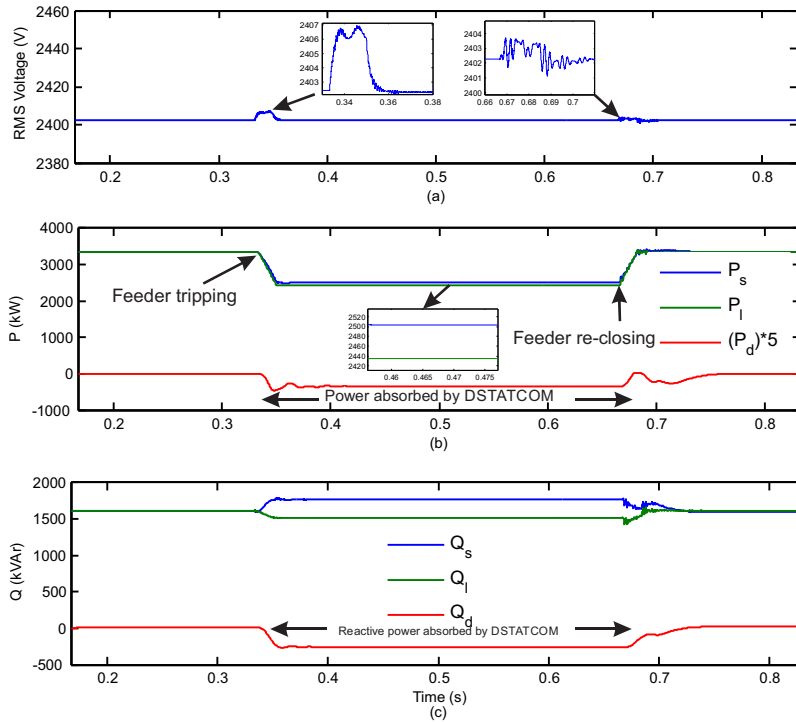 2460
2440
2420
2400
2380
RMS Voltage (V)
2407
2406
2405
2404
2403
0.34 0.36 0.38
2404
2403
2402
2401
2400
0.66 0.67 0.68 0.69 0.7
0.2 0.3 0.4 0.5 0.6 0.7 0.8
(a)
4000
3000
2000
1000
0
-1000
P (kW)
Feeder tripping
Feeder re-closing
P_s
P_l
(P_d)*5
2520
2500
2480
2460
2440
2420
0.46 0.465 0.47 0.475
Power absorbed by DSTATCOM
0.2 0.3 0.4 0.5 0.6 0.7 0.8
(b)
2000
1500
1000
500
0
-500
Q (kVAr)
Q_s
Q_l
Q_d
Reactive power absorbed by DSTATCOM
0.2 0.3 0.4 0.5 0.6 0.7 0.8
Time (s)
(c)